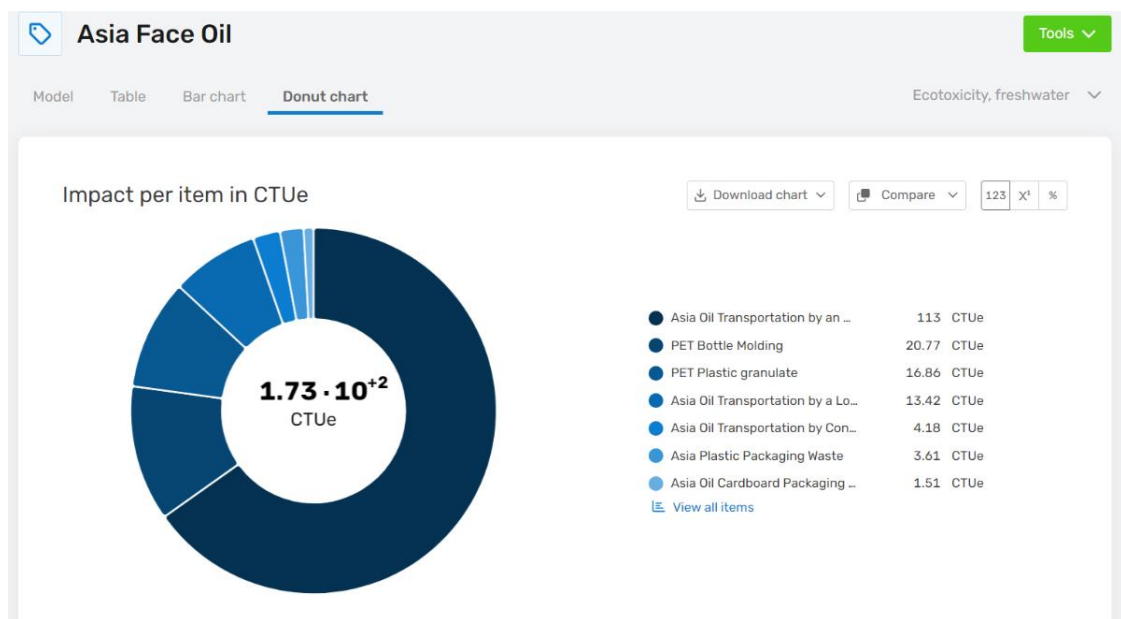 Asia Face Oil
Tools
Model Table Bar chart Donut chart
Ecotoxicity, freshwater
Impact per item in CTUe
Download chart Compare 123 X¹ %
1.73 · 10⁺²
CTUe
Asia Oil Transportation by an ... 113 CTUe
PET Bottle Molding 20.77 CTUe
PET Plastic granulate 16.86 CTUe
Asia Oil Transportation by a Lo... 13.42 CTUe
Asia Oil Transportation by Con... 4.18 CTUe
Asia Plastic Packaging Waste 3.61 CTUe
Asia Oil Cardboard Packaging ... 1.51 CTUe
View all items